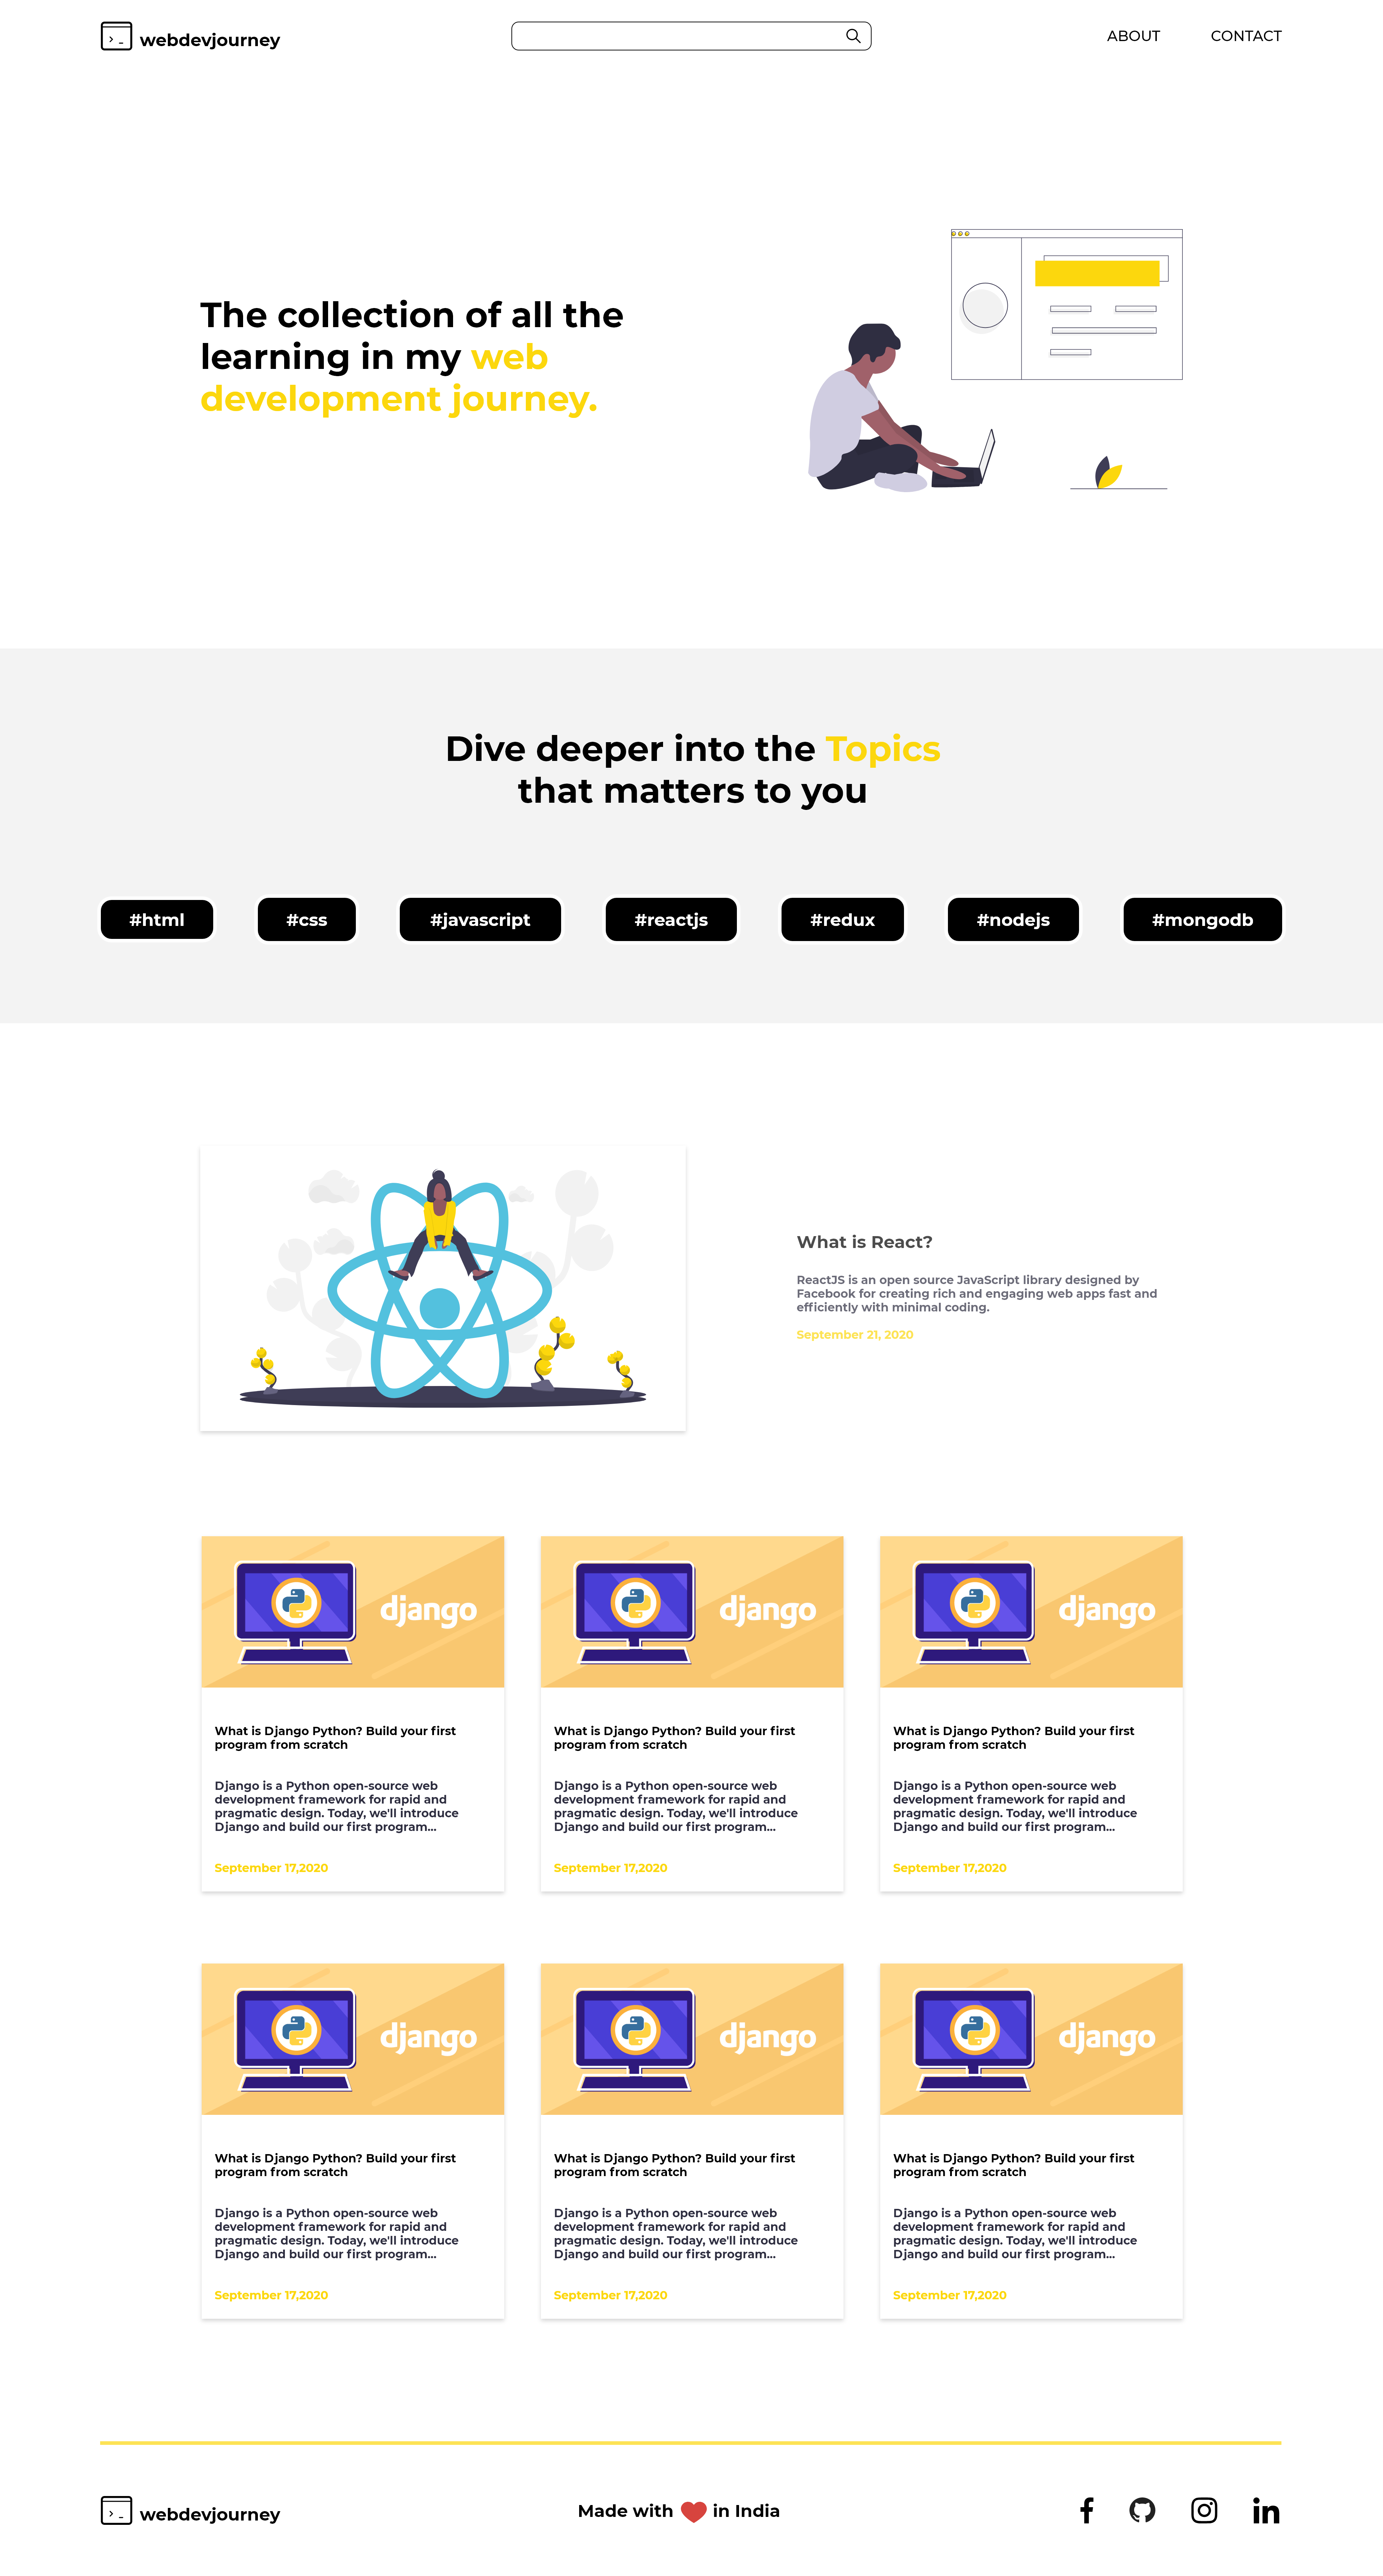 webdevjourney
ABOUT
CONTACT
The collection of all the
learning in my web
development journey.
Dive deeper into the Topics
that matters to you
#html
#css
#javascript
#reactjs
#redux
#nodejs
#mongodb
What is React?
ReactJS is an open source JavaScript library designed by
Facebook for creating rich and engaging web apps fast and
efficiently with minimal coding.
September 21, 2020
django
What is Django Python? Build your first
program from scratch
Django is a Python open-source web
development framework for rapid and
pragmatic design. Today, we'll introduce
Django and build our first program...
September 17,2020
django
What is Django Python? Build your first
program from scratch
Django is a Python open-source web
development framework for rapid and
pragmatic design. Today, we'll introduce
Django and build our first program...
September 17,2020
django
What is Django Python? Build your first
program from scratch
Django is a Python open-source web
development framework for rapid and
pragmatic design. Today, we'll introduce
Django and build our first program...
September 17,2020
django
What is Django Python? Build your first
program from scratch
Django is a Python open-source web
development framework for rapid and
pragmatic design. Today, we'll introduce
Django and build our first program...
September 17,2020
django
What is Django Python? Build your first
program from scratch
Django is a Python open-source web
development framework for rapid and
pragmatic design. Today, we'll introduce
Django and build our first program...
September 17,2020
django
What is Django Python? Build your first
program from scratch
Django is a Python open-source web
development framework for rapid and
pragmatic design. Today, we'll introduce
Django and build our first program...
September 17,2020
webdevjourney
Made with ❤ in India
in